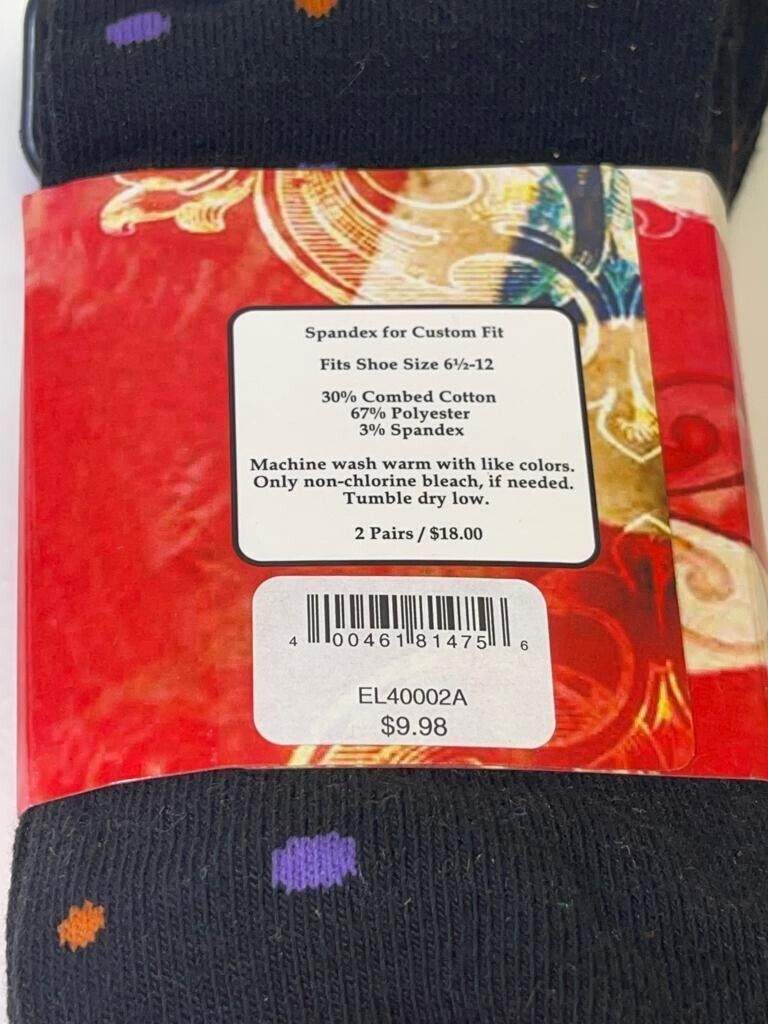 Spandex for Custom Fit
Fits Shoe Size 6½-12
30% Combed Cotton
67% Polyester
3% Spandex
Machine wash warm with like colors.
Only non-chlorine bleach, if needed.
Tumble dry low.
2 Pairs / $18.00
4 00461 81475 6
EL40002A
$9.98